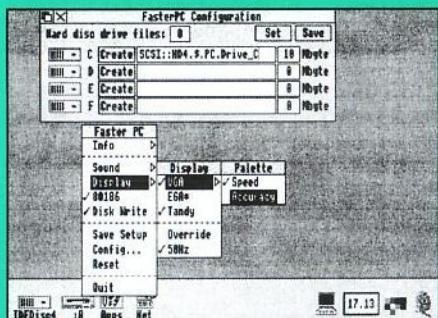 FasterPC Configuration
Hard disc drive files: 0 Set Save
C Create SCSI::HD4.$.PC.Drive_C 10 Mbyte
D Create 0 Mbyte
E Create 0 Mbyte
F Create 0 Mbyte
Faster PC
Info
Sound Display Palette
Display ✓VGA ✓Speed
✓80186 EGA* Accuracy
✓Disk Write ✓Tandy
Save Setup Override
Config... ✓50Hz
Reset
Quit
:0 Apps Net
17.13